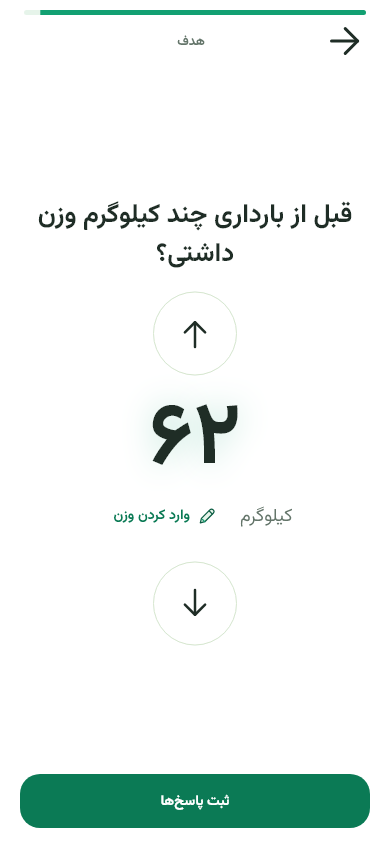 هدف
قبل از بارداری چند کیلوگرم وزن
داشتی؟
۶۲
کیلوگرم
وارد کردن وزن
ثبت پاسخ‌ها